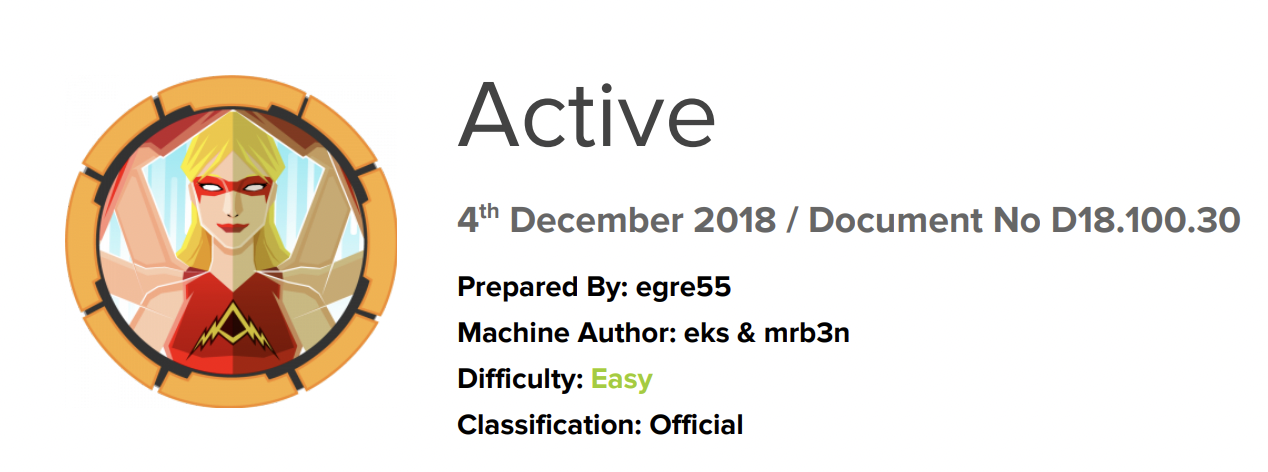 Active
4th December 2018 / Document No D18.100.30
Prepared By: egre55
Machine Author: eks & mrb3n
Difficulty: Easy
Classification: Official